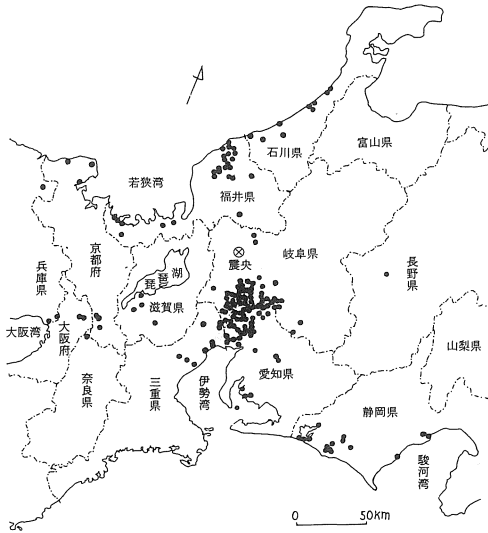 富山県
石川県
若狭湾
福井県
京都府
岐阜県
震央
兵庫県
琵琶湖
長野県
滋賀県
大阪湾
大阪府
山梨県
奈良県
三重県
伊勢湾
愛知県
静岡県
駿河湾
0 50km